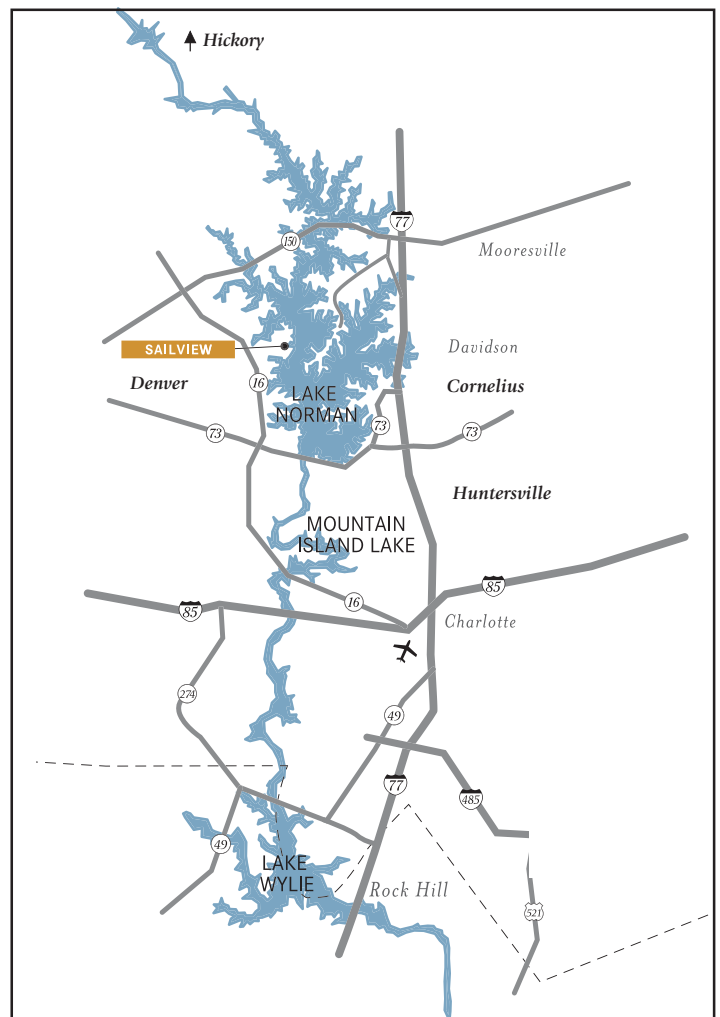 Hickory
77
150
Mooresville
SAILVIEW
Davidson
Denver
16
Cornelius
LAKE
NORMAN
73
73
73
Huntersville
MOUNTAIN
ISLAND LAKE
85
16
85
Charlotte
274
49
77
485
49
LAKE
WYLIE
Rock Hill
521